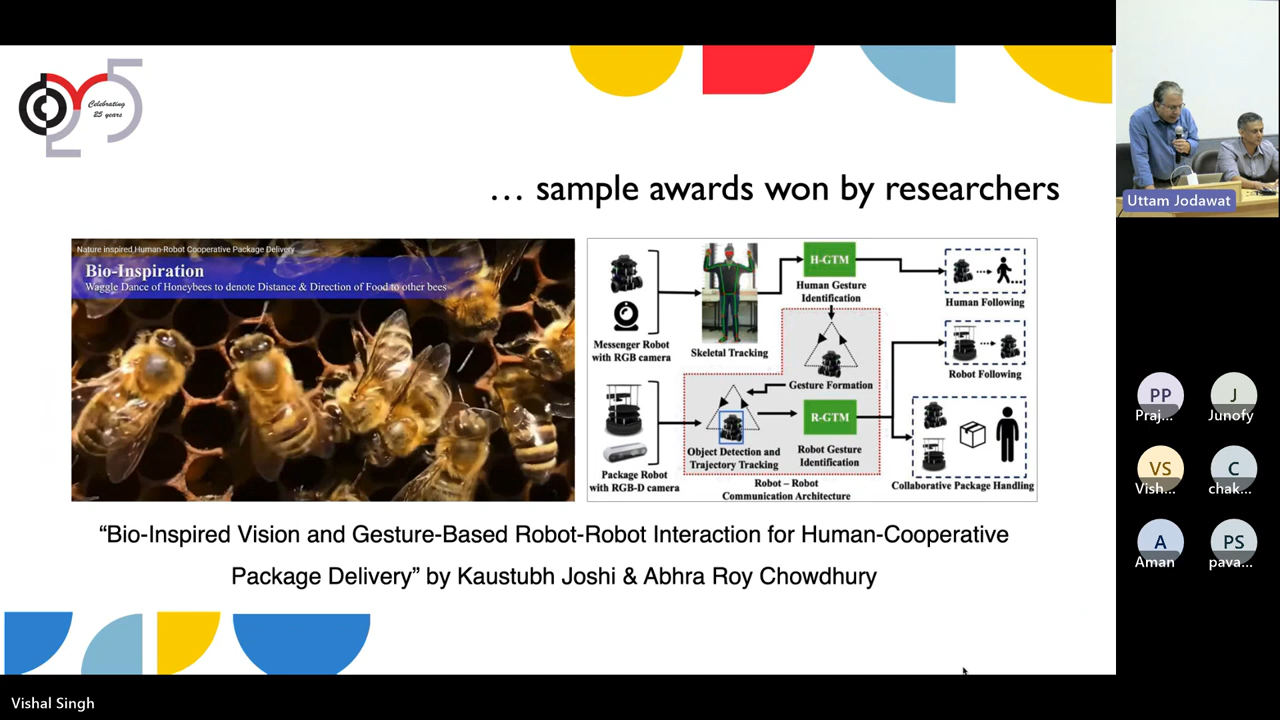 Celebrating
25 years
… sample awards won by researchers
Nature inspired Human-Robot Cooperative Package Delivery
Bio-Inspiration
Waggle Dance of Honeybees to denote Distance & Direction of Food to other bees
Messenger Robot
with RGB camera
Skeletal Tracking
H-GTM
Human Gesture
Identification
Human Following
Gesture Formation
Robot Following
Package Robot
with RGB-D camera
Object Detection and
Trajectory Tracking
R-GTM
Robot Gesture
Identification
Robot – Robot
Communication Architecture
Collaborative Package Handling
“Bio-Inspired Vision and Gesture-Based Robot-Robot Interaction for Human-Cooperative
Package Delivery” by Kaustubh Joshi & Abhra Roy Chowdhury
Uttam Jodawat
PP
Praj...
J
Junofy
VS
Vish...
C
chak...
A
Aman
PS
pava...
Vishal Singh